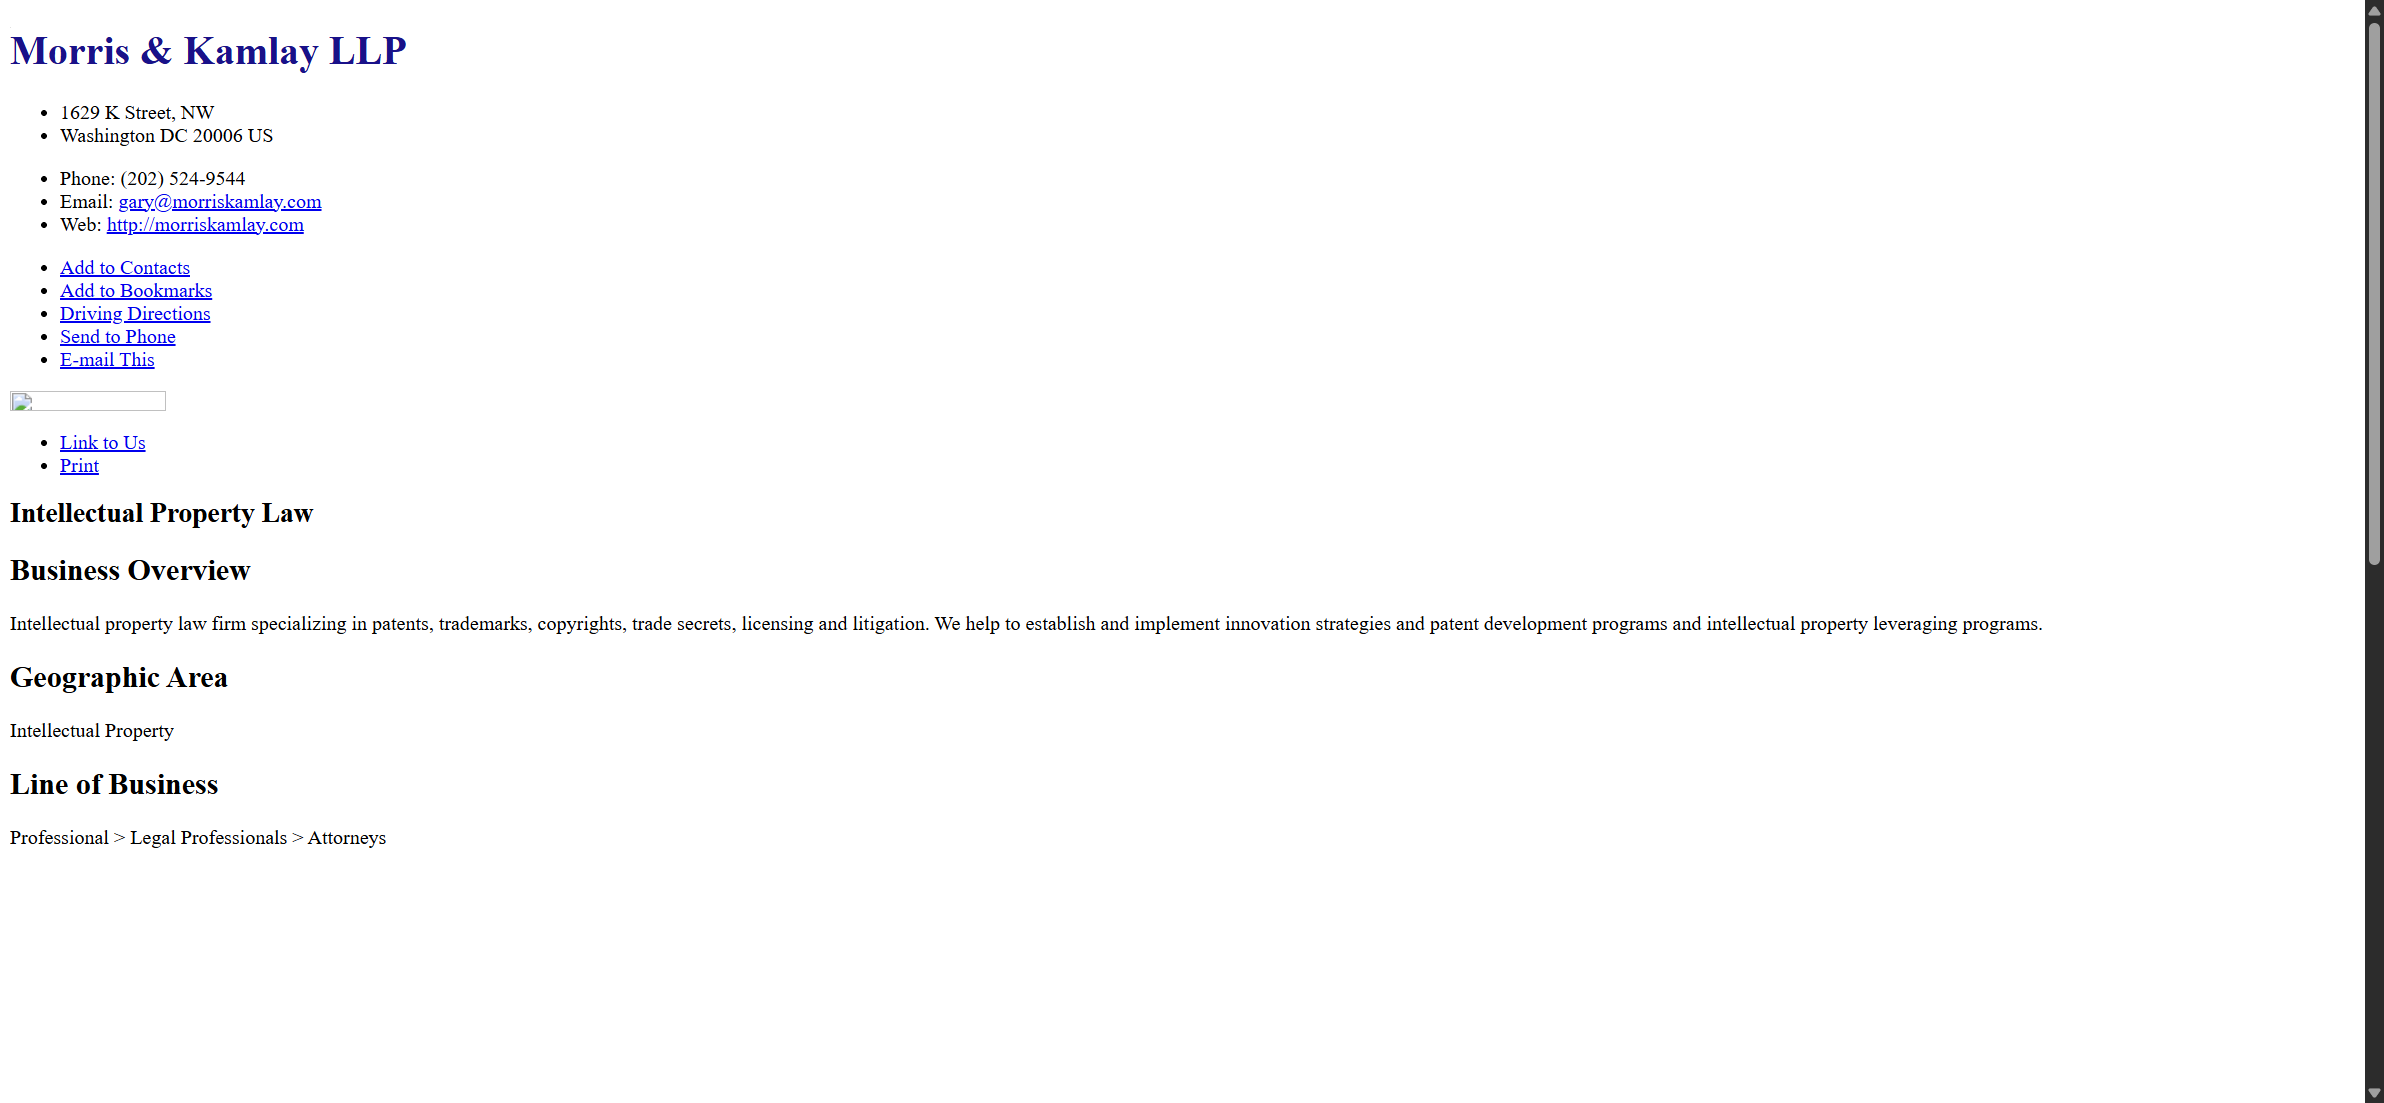 Morris & Kamlay LLP
1629 K Street, NW
Washington DC 20006 US
Phone: (202) 524-9544
Email: gary@morriskamlay.com
Web: http://morriskamlay.com
Add to Contacts
Add to Bookmarks
Driving Directions
Send to Phone
E-mail This
Link to Us
Print
Intellectual Property Law
Business Overview
Intellectual property law firm specializing in patents, trademarks, copyrights, trade secrets, licensing and litigation. We help to establish and implement innovation strategies and patent development programs and intellectual property leveraging programs.
Geographic Area
Intellectual Property
Line of Business
Professional > Legal Professionals > Attorneys